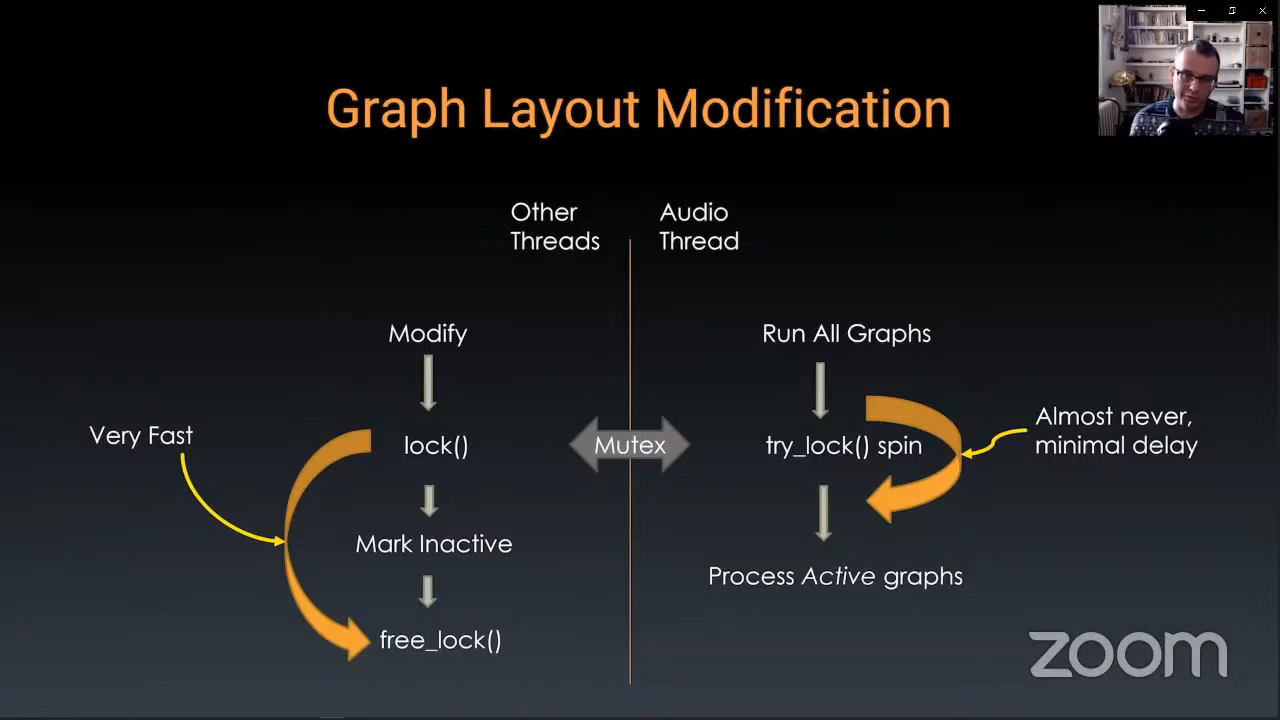 Graph Layout Modification
Other
Threads
Audio
Thread
Modify
Run All Graphs
Very Fast
lock()
Mutex
try_lock() spin
Almost never,
minimal delay
Mark Inactive
Process Active graphs
free_lock()
zoom